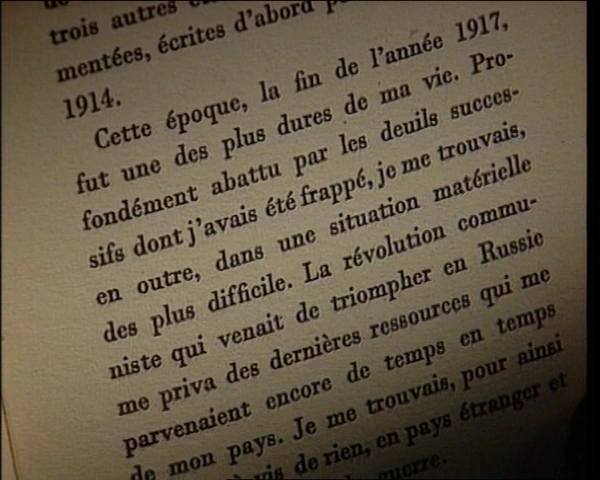 trois autres
mentées, écrites d'abord
1914.
Cette époque, la fin de l'année 1917,
fut une des plus dures de ma vie. Pro-
fondément abattu par les deuils succes-
sifs dont j'avais été frappé, je me trouvais,
en outre, dans une situation matérielle
des plus difficile. La révolution commu-
niste qui venait de triompher en Russie
me priva des dernières ressources qui me
parvenaient encore de temps en temps
de mon pays. Je me trouvais, pour ainsi
de rien, en pays étranger et
guerre.